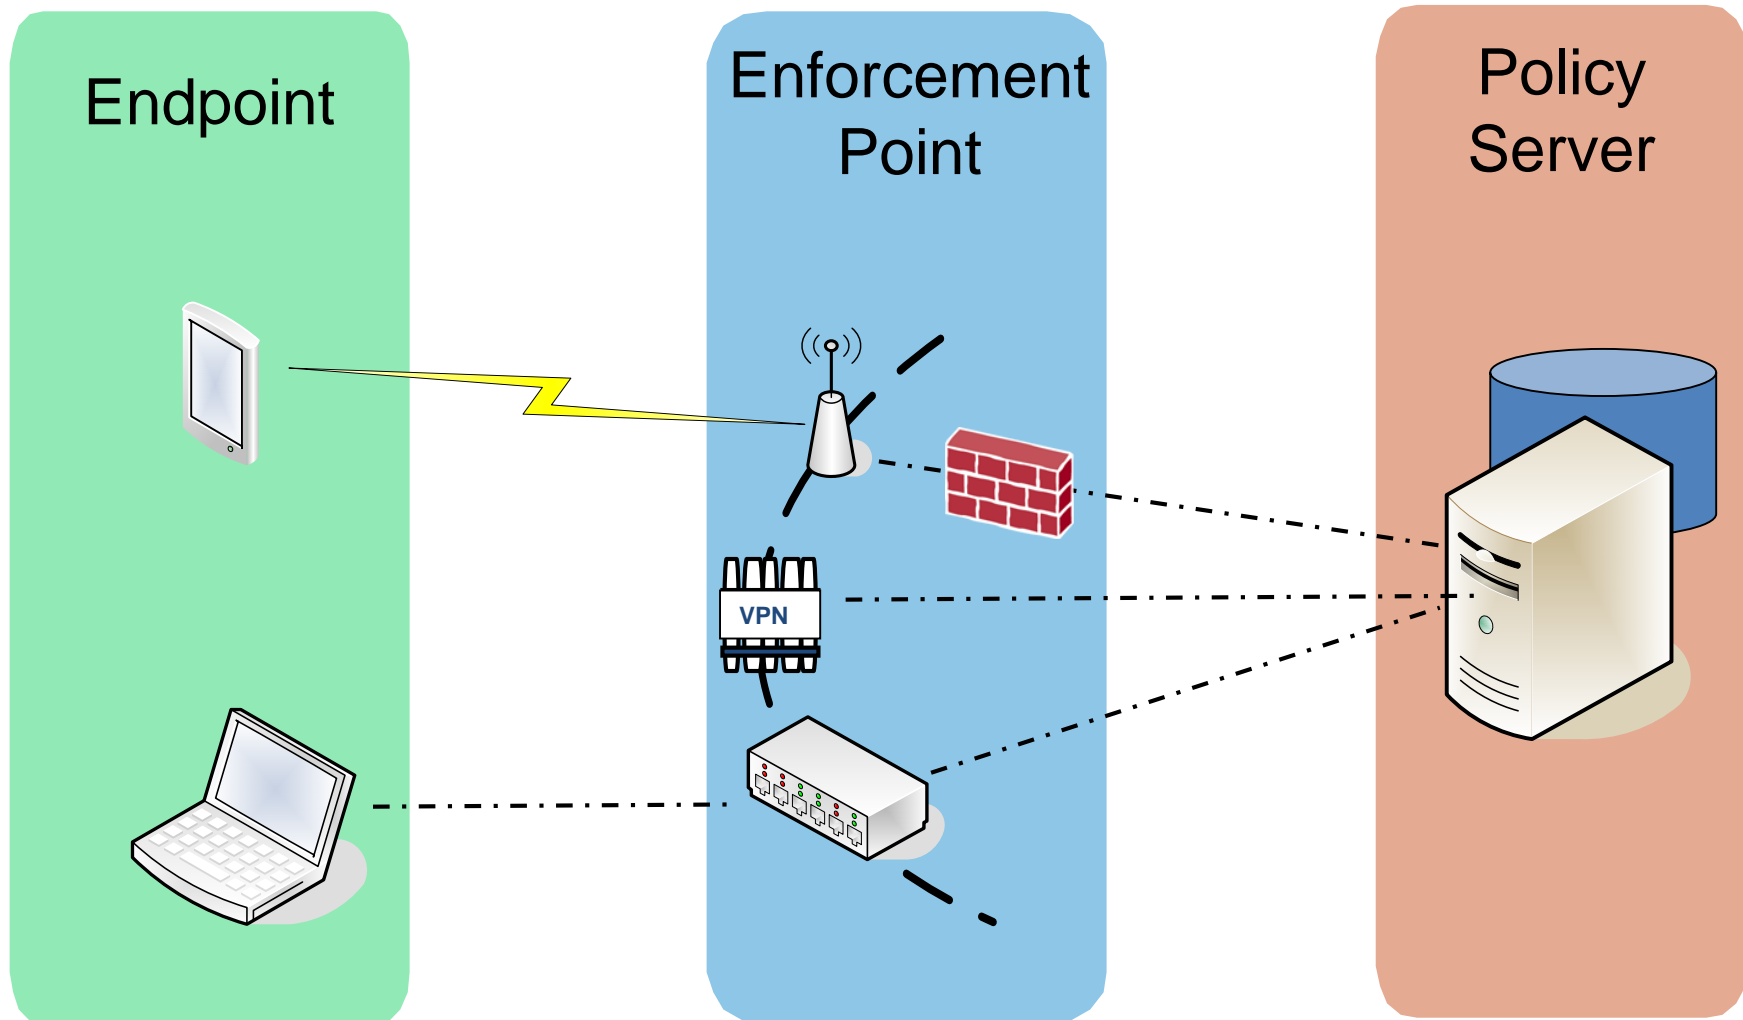 Endpoint
Enforcement
Point
Policy
Server
VPN